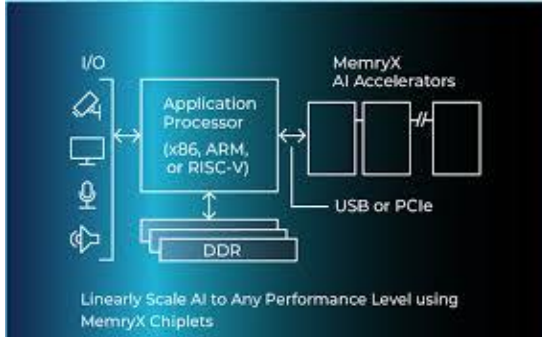 I/O
MemryX
AI Accelerators
Application
Processor
(x86, ARM,
or RISC-V)
USB or PCIe
DDR
Linearly Scale AI to Any Performance Level using
MemryX Chiplets